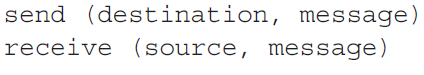 send (destination, message)
receive (source, message)